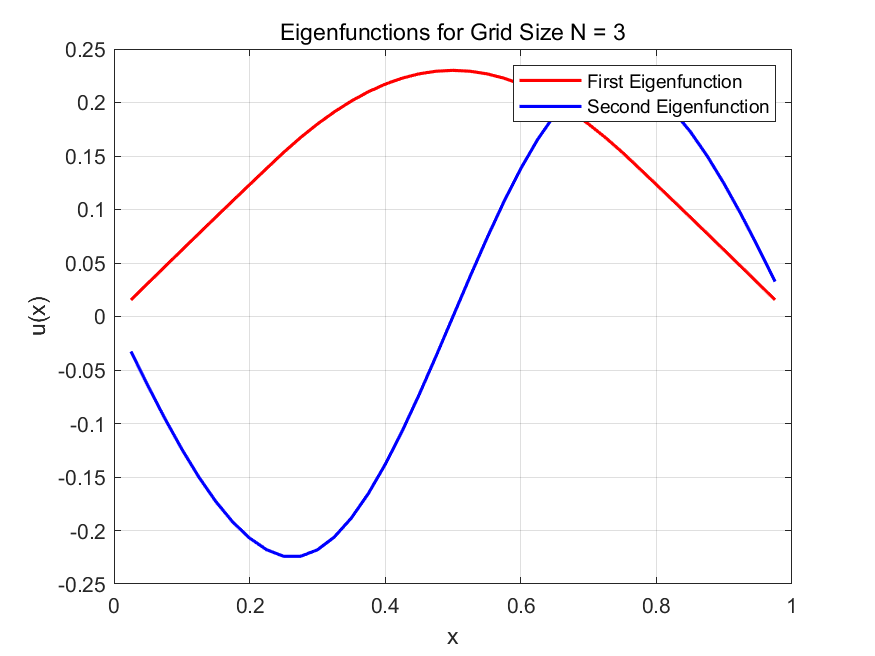 Eigenfunctions for Grid Size N = 3
First Eigenfunction
Second Eigenfunction
0.25
0.2
0.15
0.1
0.05
0
-0.05
-0.1
-0.15
-0.2
-0.25
u(x)
0 0.2 0.4 0.6 0.8 1
x